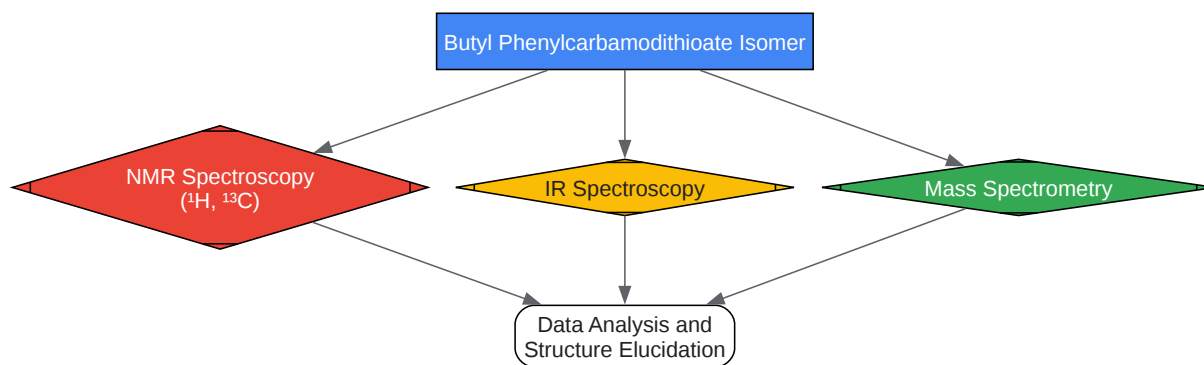 Butyl Phenylcarbamodithioate Isomer
NMR Spectroscopy
(¹H, ¹³C)
IR Spectroscopy
Mass Spectrometry
Data Analysis and
Structure Elucidation